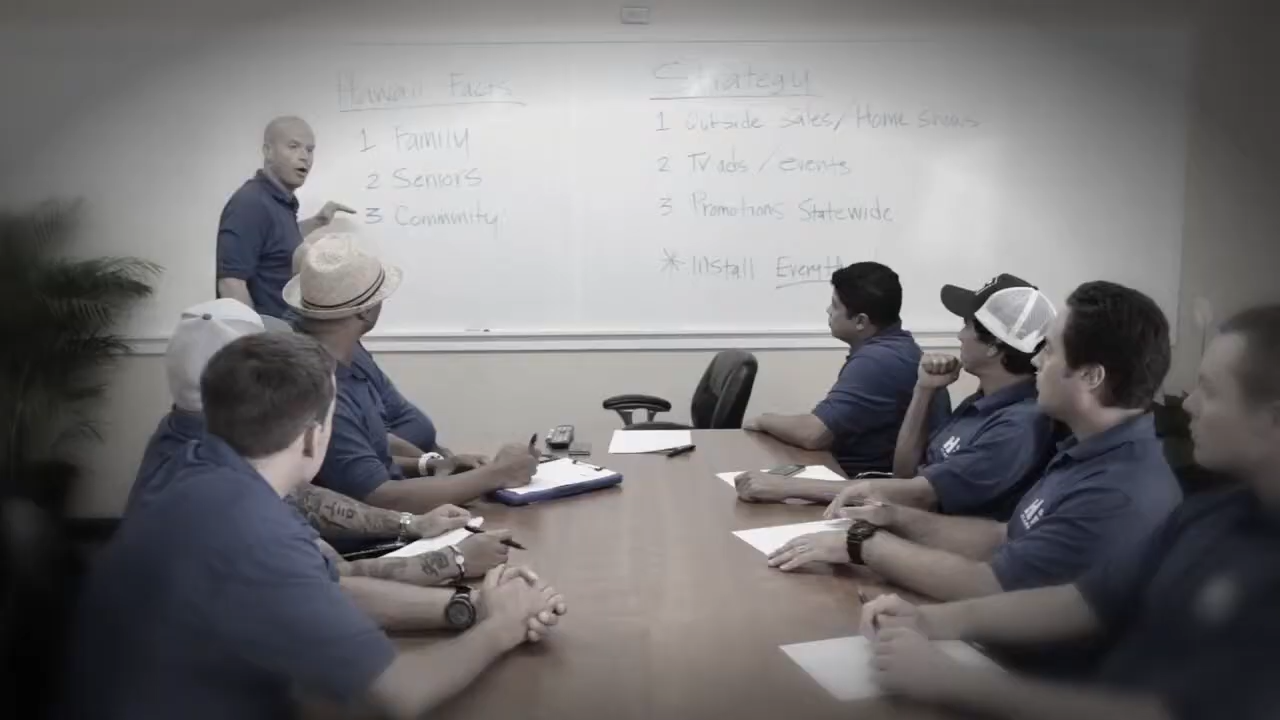 Hawaii Facts
1 Family
2 Seniors
3 Community
Strategy
1 Outside sales/Home shows
2 TV ads / events
3 Promotions Statewide
* Install Everyth